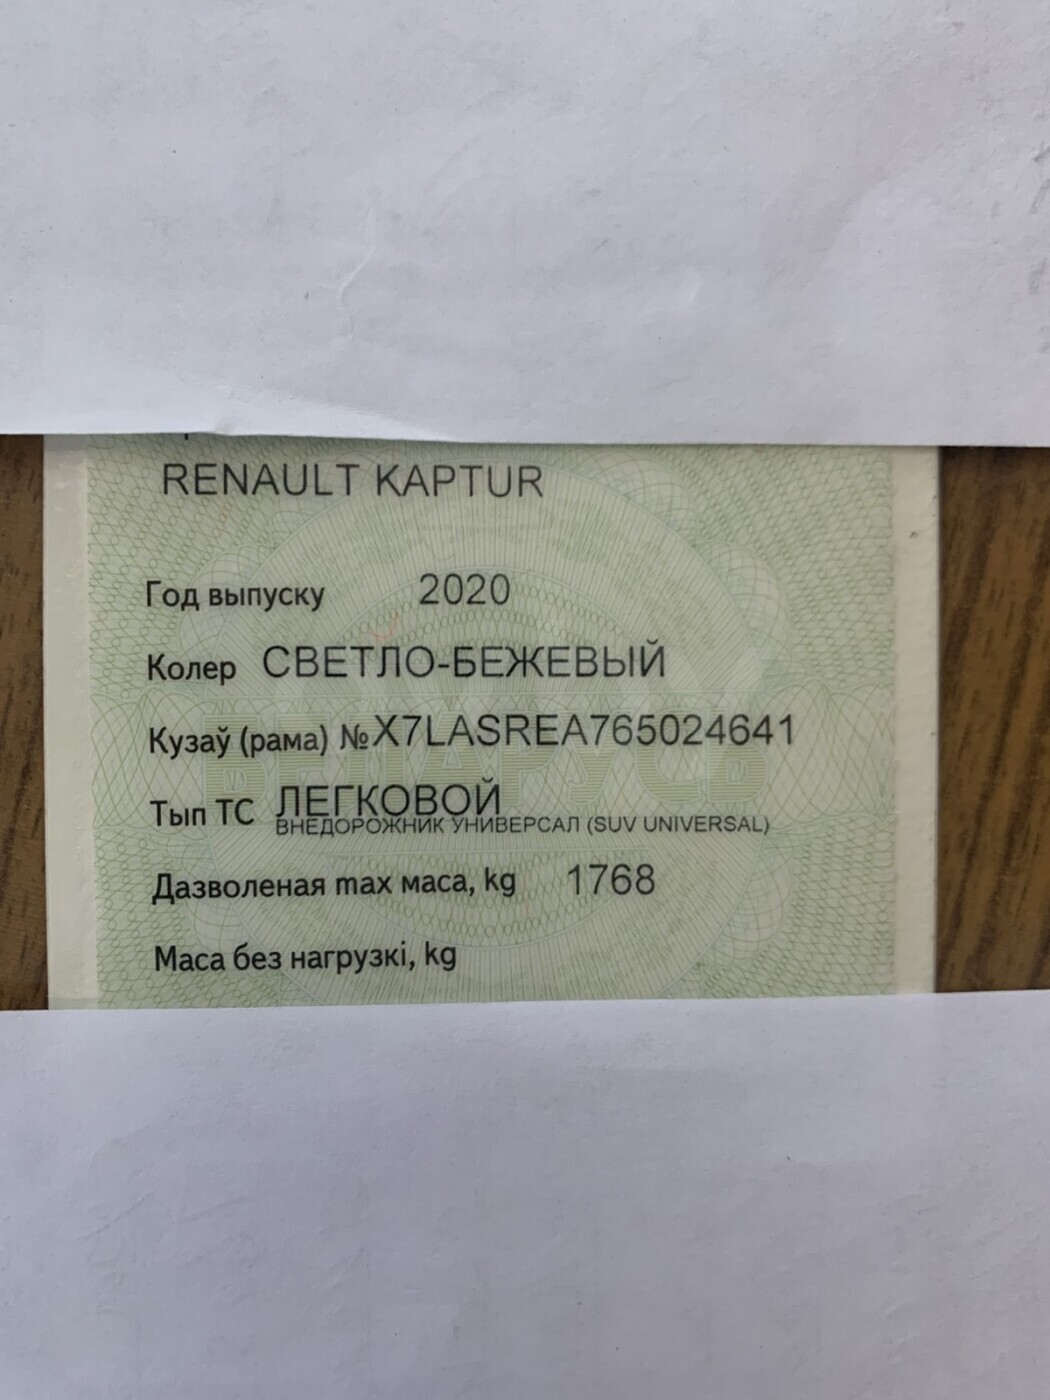 RENAULT KAPTUR
Год выпуску 2020
Колер СВЕТЛО-БЕЖЕВЫЙ
Кузаў (рама) №X7LASREA765024641
Тып ТС ЛЕГКОВОЙ
ВНЕДОРОЖНИК УНИВЕРСАЛ (SUV UNIVERSAL)
Дазволеная max маса, kg 1768
Маса без нагрузкі, kg
БЕЛАРУСЬ